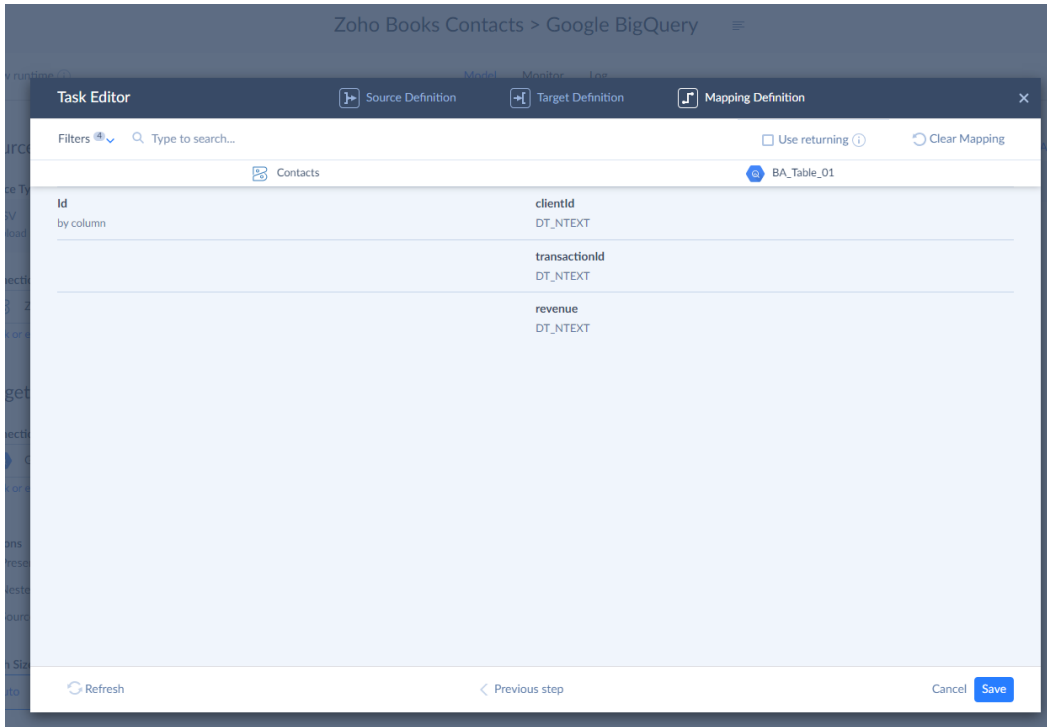 Zoho Books Contacts > Google BigQuery
runtime
Model Monitor Log
Task Editor
Source Definition
Target Definition
Mapping Definition
Filters 4
Type to search...
Use returning
Clear Mapping
Contacts
BA_Table_01
Id
by column
clientId
DT_NTEXT
transactionId
DT_NTEXT
revenue
DT_NTEXT
Refresh
Previous step
Cancel
Save